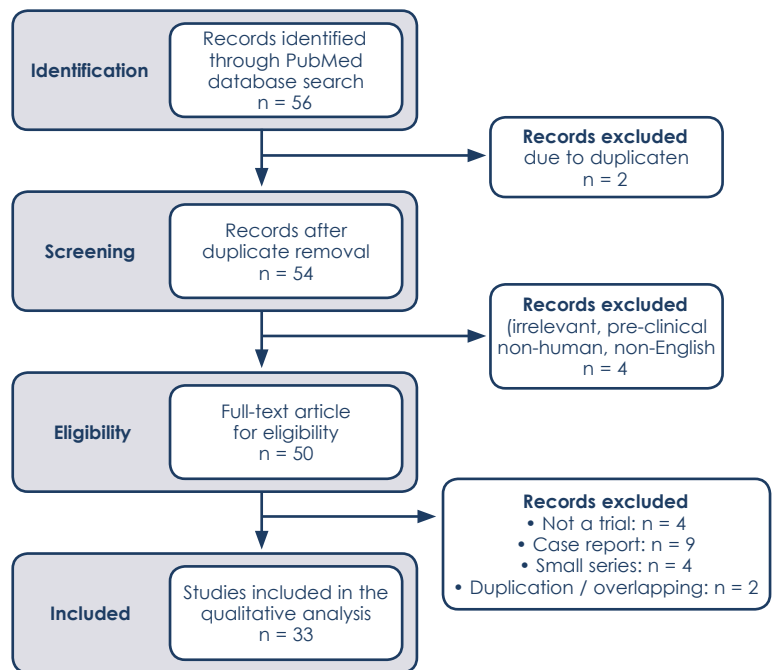 Identification
Records identified
through PubMed
database search
n = 56
Records excluded
due to duplicaten
n = 2
Screening
Records after
duplicate removal
n = 54
Records excluded
(irrelevant, pre-clinical
non-human, non-English
n = 4
Eligibility
Full-text article
for eligibility
n = 50
Records excluded
• Not a trial: n = 4
• Case report: n = 9
• Small series: n = 4
• Duplication / overlapping: n = 2
Included
Studies included in the
qualitative analysis
n = 33